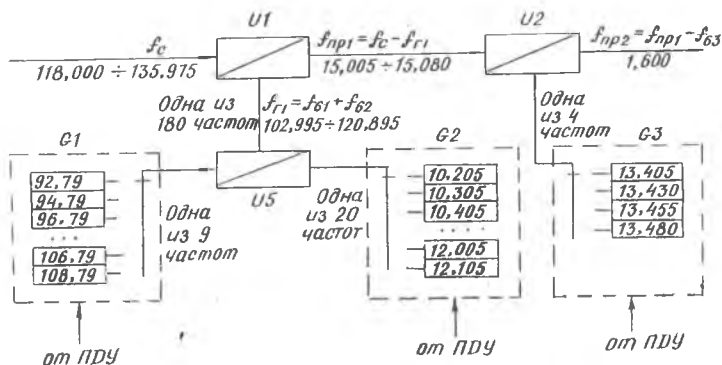 U1
U2
f_c
118,000 ÷ 135,975
f_пр1 = f_c − f_г1
15,005 ÷ 15,080
f_пр2 = f_пр1 − f_б3
1,600
Одна из
180 частот
f_г1 = f_б1 + f_б2
102,995 ÷ 120,895
Одна
из 4
частот
G1
92,79
94,79
96,79
...
106,79
108,79
U5
Одна
из 9
частот
Одна
из 20
частот
G2
10,205
10,305
10,405
....
12,005
12,105
G3
13,405
13,430
13,455
13,480
от ПДУ
от ПДУ
от ПДУ